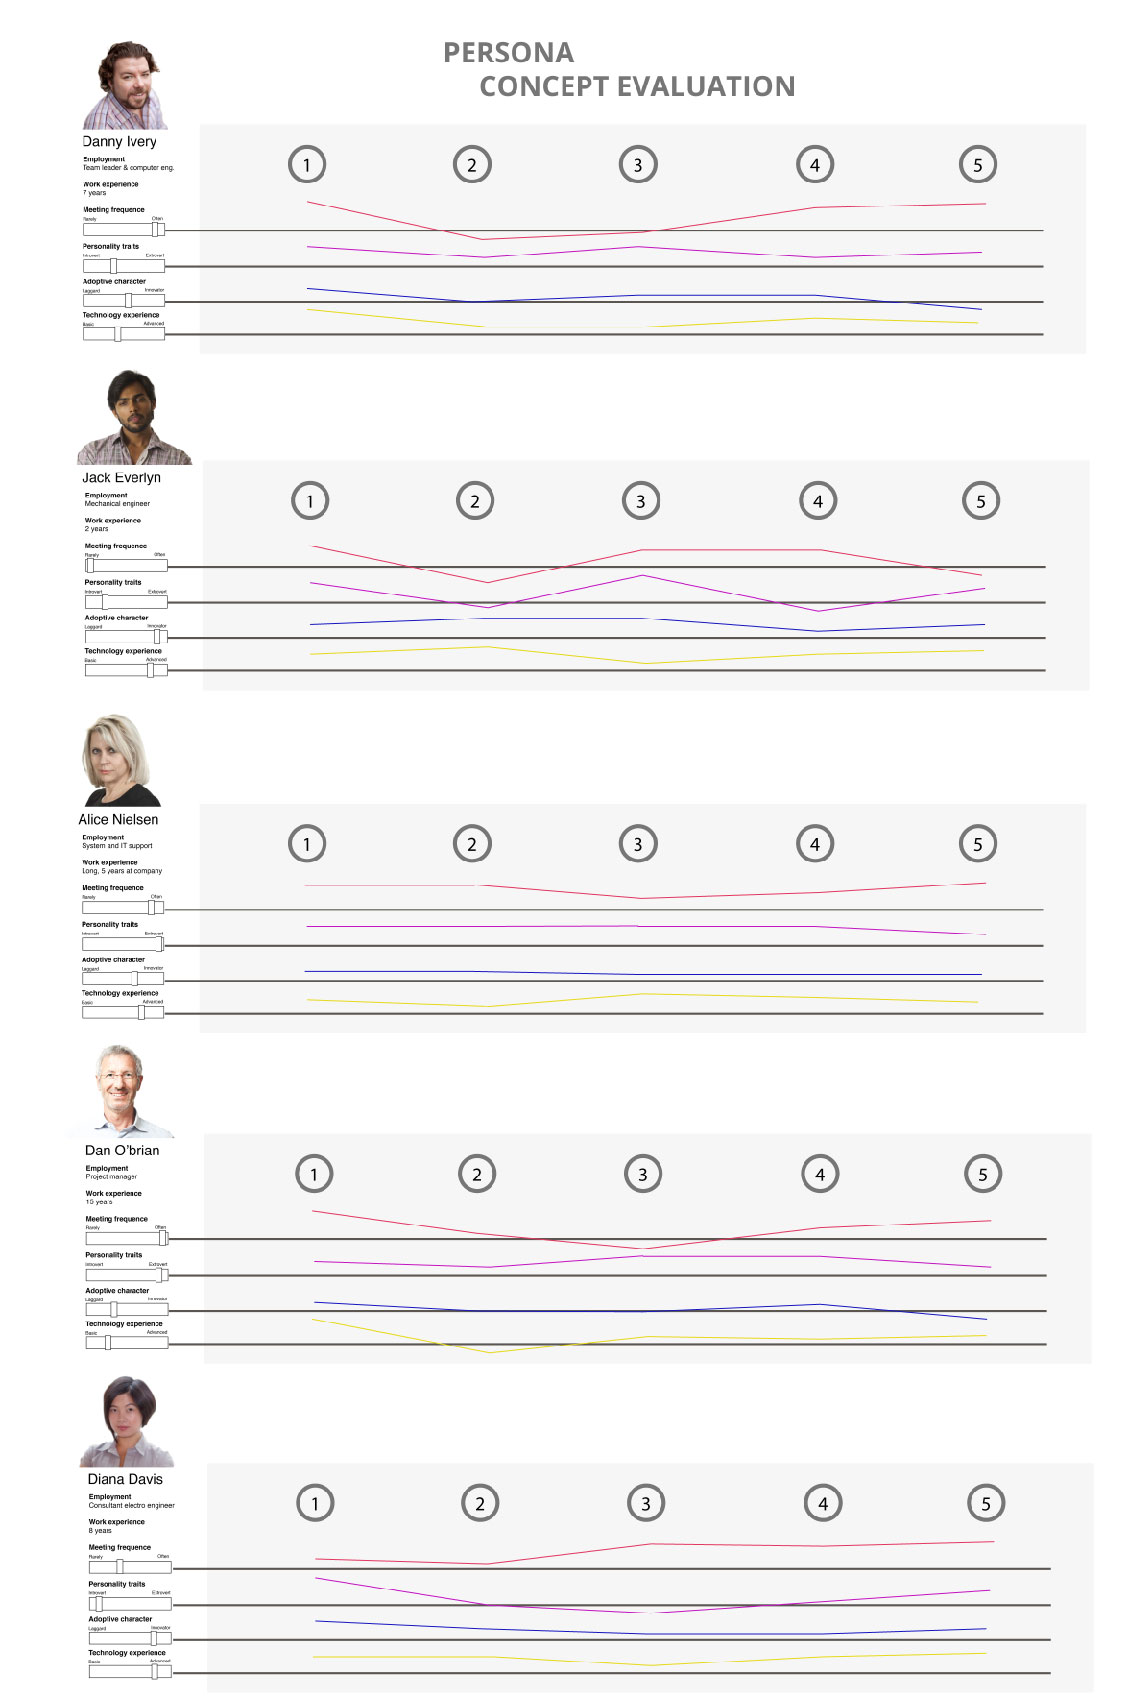 PERSONA
CONCEPT EVALUATION
Danny Ivery
Employment
Team leader & computer eng.
Work experience
7 years
Meeting frequence
Rarely Often
Personality traits
Introvert Extrovert
Adoptive character
Laggard Innovator
Technology experience
Basic Advanced
1 2 3 4 5
Jack Everlyn
Employment
Mechanical engineer
Work experience
2 years
Meeting frequence
Rarely Often
Personality traits
Introvert Extovert
Adoptive character
Laggard Innovator
Technology experience
Basic Advanced
1 2 3 4 5
Alice Nielsen
Employment
System and IT support
Work experience
Long, 5 years at company
Meeting frequence
Rarely Often
Personality traits
Introvert Extrovert
Adoptive character
Laggard Innovator
Technology experience
Basic Advanced
1 2 3 4 5
Dan O'brian
Employment
Project manager
Work experience
15 years
Meeting frequence
Rarely Often
Personality traits
Introvert Extovert
Adoptive character
Laggard Innovator
Technology experience
Basic Advanced
1 2 3 4 5
Diana Davis
Employment
Consultant electro engineer
Work experience
8 years
Meeting frequence
Rarely Often
Personality traits
Introvert Extrovert
Adoptive character
Laggard Innovator
Technology experience
Basic Advanced
1 2 3 4 5